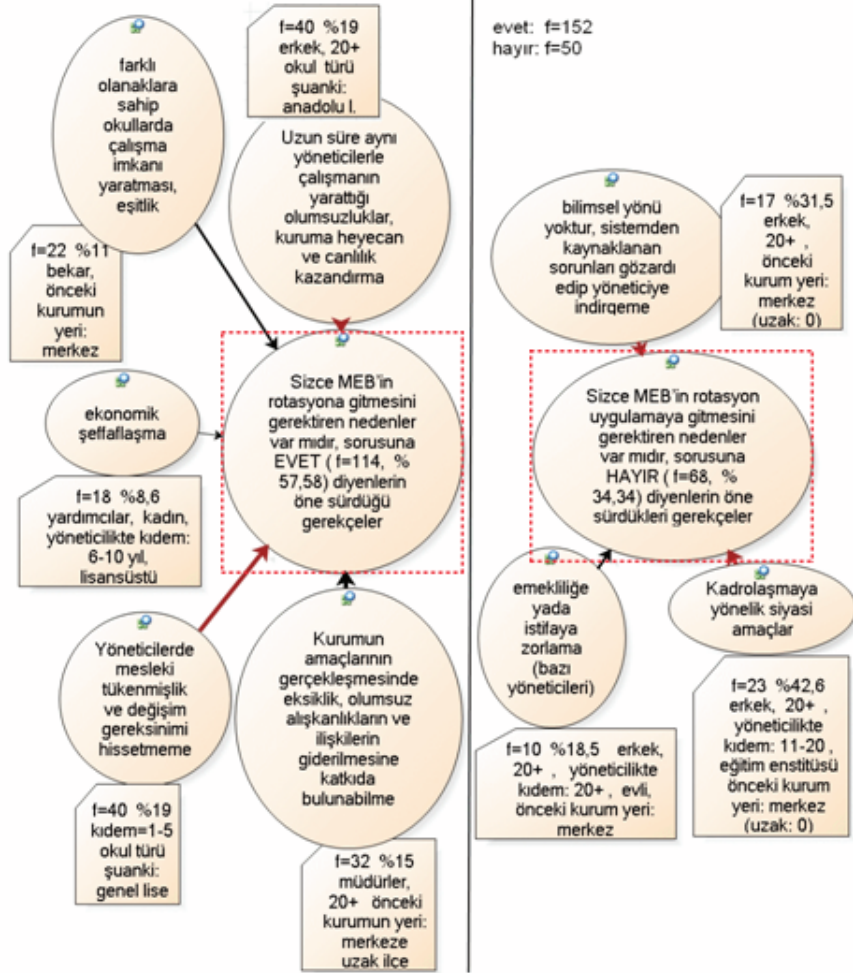 farklı
olanaklara
sahip
okullarda
çalışma
imkanı
yaratması,
eşitlik
f=22 %11
bekar,
önceki
kurumun
yeri:
merkez
f=40 %19
erkek, 20+
okul türü
şuanki:
anadolu l.
Uzun süre aynı
yöneticilerle
çalışmanın
yarattığı
olumsuzluklar,
kuruma heyecan
ve canlılık
kazandırma
ekonomik
şeffaflaşma
f=18 %8,6
yardımcılar, kadın,
yöneticilikte kıdem:
6-10 yıl,
lisansüstü
Sizce MEB'in
rotasyona gitmesini
gerektiren nedenler
var mıdır, sorusuna
EVET ( f=114, %
57,58) diyenlerin
öne sürdüğü
gerekçeler
Yöneticilerde
mesleki
tükenmişlik
ve değişim
gereksinimi
hissetmeme
f=40 %19
kıdem=1-5
okul türü
şuanki:
genel lise
Kurumun
amaçlarının
gerçekleşmesinde
eksiklik, olumsuz
alışkanlıkların ve
ilişkilerin
giderilmesine
katkıda
bulunabilme
f=32 %15
müdürler,
20+ önceki
kurumun yeri:
merkeze
uzak ilçe
evet: f=152
hayır: f=50
bilimsel yönü
yoktur, sistemden
kaynaklanan
sorunları gözardı
edip yöneticiye
indirgeme
f=17 %31,5
erkek,
20+ ,
önceki
kurum yeri:
merkez
(uzak: 0)
Sizce MEB'in rotasyon
uygulamaya gitmesini
gerektiren nedenler
var mıdır, sorusuna
HAYIR ( f=68, %
34,34) diyenlerin öne
sürdükleri gerekçeler
emekliliğe
yada
istifaya
zorlama
(bazı
yöneticileri)
f=10 %18,5 erkek,
20+ , yöneticilikte
kıdem: 20+ , evli,
önceki kurum yeri:
merkez
Kadrolaşmaya
yönelik siyasi
amaçlar
f=23 %42,6
erkek, 20+ ,
yöneticilikte
kıdem: 11-20 ,
eğitim enstitüsü
önceki kurum
yeri: merkez
(uzak: 0)